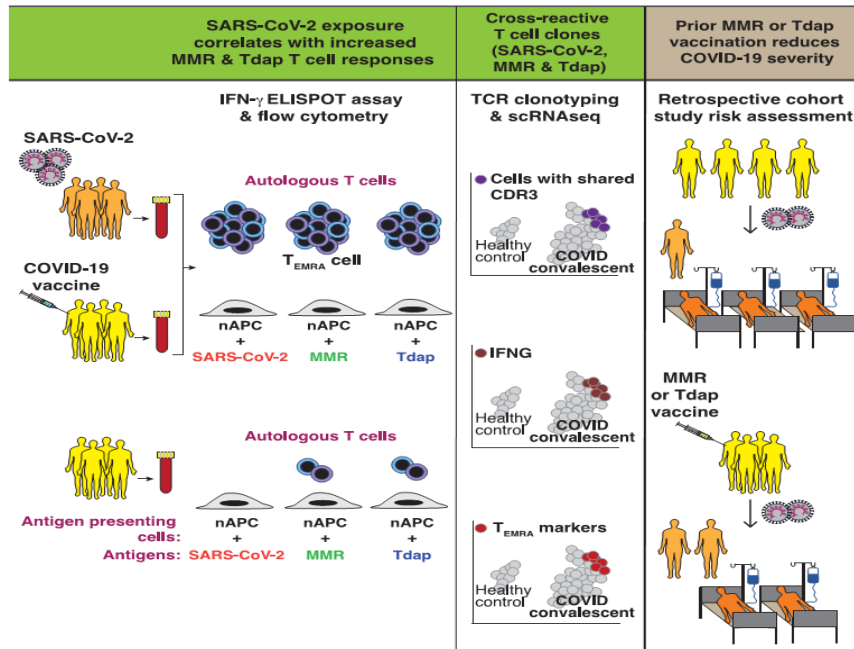 SARS-CoV-2 exposure
correlates with increased
MMR & Tdap T cell responses
IFN-γ ELISPOT assay
& flow cytometry
SARS-CoV-2
Autologous T cells
TEMRA cell
COVID-19
vaccine
nAPC nAPC nAPC
+ + +
SARS-CoV-2 MMR Tdap
Autologous T cells
Antigen presenting
cells:
nAPC nAPC nAPC
+ + +
Antigens: SARS-CoV-2 MMR Tdap
Cross-reactive
T cell clones
(SARS-CoV-2,
MMR & Tdap)
TCR clonotyping
& scRNAseq
Cells with shared
CDR3
Healthy
control
COVID
convalescent
IFNG
Healthy
control
COVID
convalescent
TEMRA markers
Healthy
control
COVID
convalescent
Prior MMR or Tdap
vaccination reduces
COVID-19 severity
Retrospective cohort
study risk assessment
MMR
or Tdap
vaccine